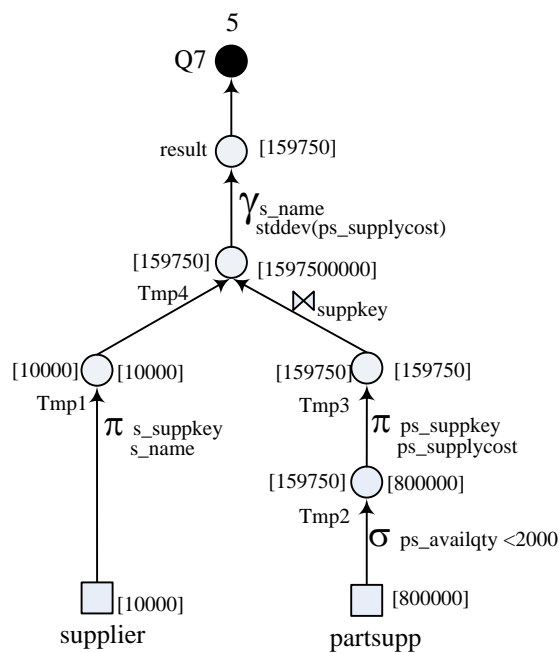 5
Q7
result [159750]
γ s_name
stddev(ps_supplycost)
[159750] [1597500000]
Tmp4 ⋈ suppkey
[10000] [10000] [159750] [159750]
Tmp1 Tmp3
π s_suppkey π ps_suppkey
s_name ps_supplycost
[159750] [800000]
Tmp2
σ ps_availqty <2000
[10000] [800000]
supplier partsupp